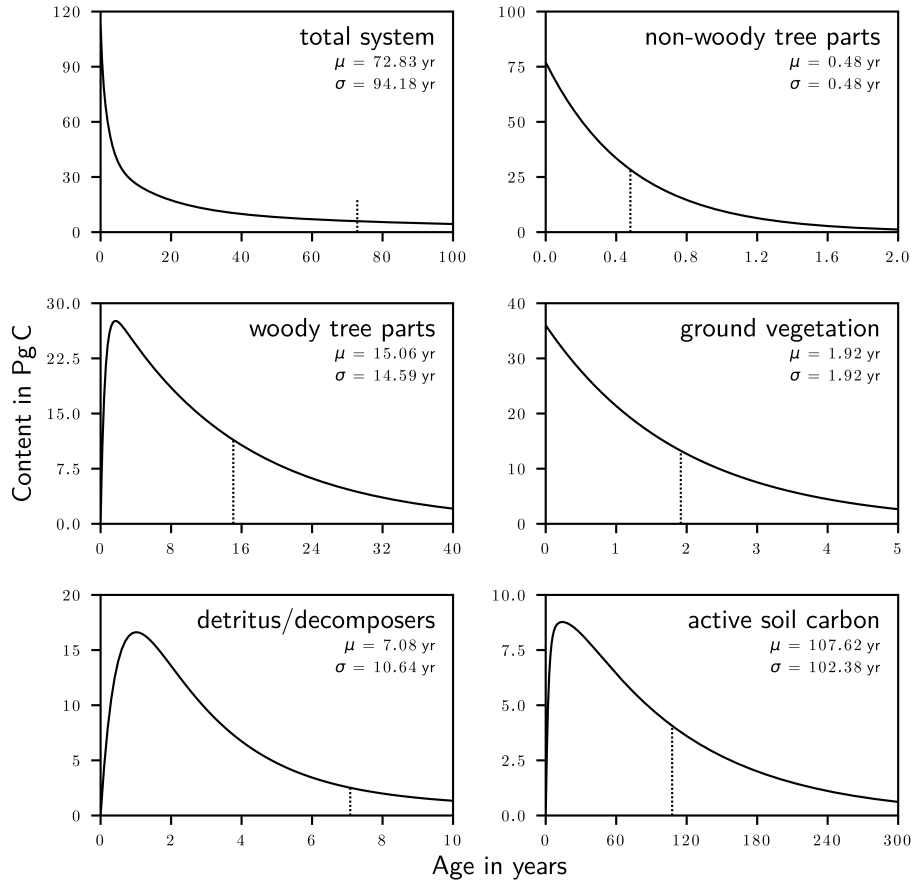 total system
μ = 72.83 yr
σ = 94.18 yr
120
90
60
30
0
0 20 40 60 80 100
non-woody tree parts
μ = 0.48 yr
σ = 0.48 yr
100
75
50
25
0
0.0 0.4 0.8 1.2 1.6 2.0
Content in Pg C
woody tree parts
μ = 15.06 yr
σ = 14.59 yr
30.0
22.5
15.0
7.5
0.0
0 8 16 24 32 40
ground vegetation
μ = 1.92 yr
σ = 1.92 yr
40
30
20
10
0
0 1 2 3 4 5
detritus/decomposers
μ = 7.08 yr
σ = 10.64 yr
20
15
10
5
0
0 2 4 6 8 10
active soil carbon
μ = 107.62 yr
σ = 102.38 yr
10.0
7.5
5.0
2.5
0.0
0 60 120 180 240 300
Age in years